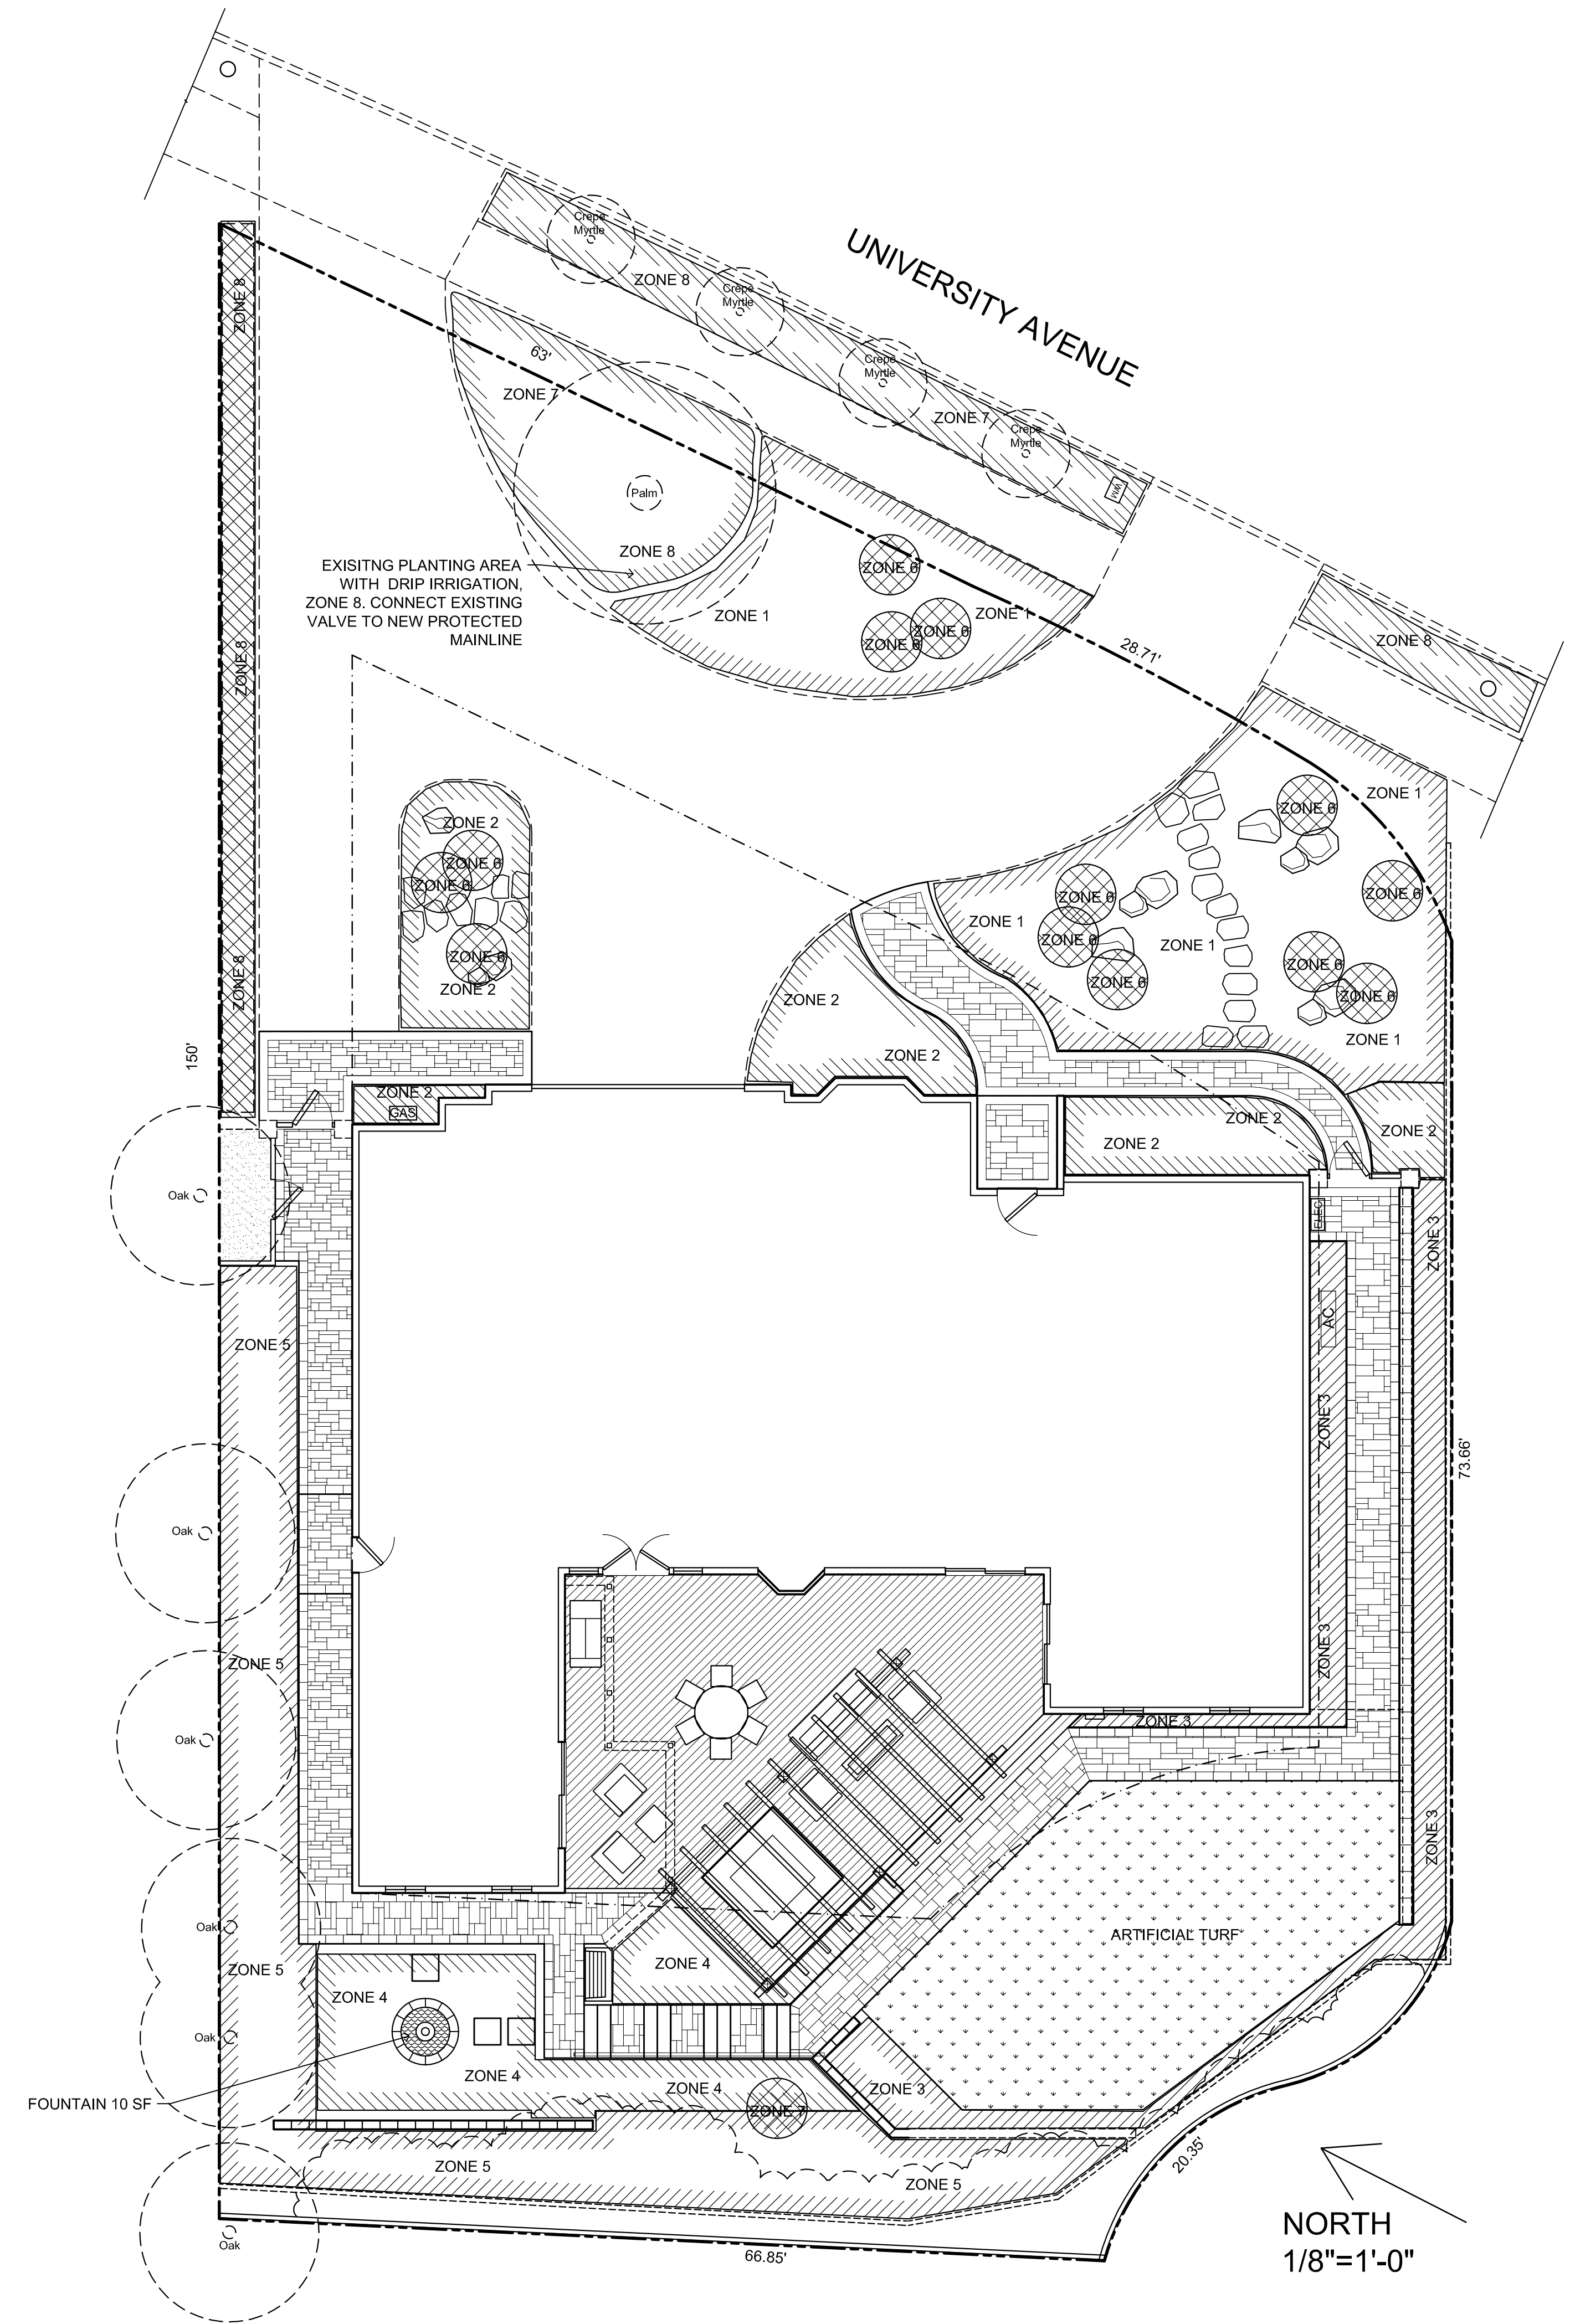 Crepe
Myrtle
ZONE 8
UNIVERSITY AVENUE
ZONE 8
Crepe
Myrtle
63'
Crepe
Myrtle
ZONE 7
ZONE 7
Crepe
Myrtle
Palm
WM
ZONE 8
EXISITNG PLANTING AREA
WITH DRIP IRRIGATION,
ZONE 8. CONNECT EXISTING
VALVE TO NEW PROTECTED
MAINLINE
ZONE 6
ZONE 1
ZONE 1
ZONE 6
ZONE 6
28.71'
ZONE 8
ZONE 8
ZONE 1
ZONE 6
ZONE 2
ZONE 6
ZONE 6
ZONE 6
ZONE 6
ZONE 1
ZONE 6
ZONE 1
ZONE 6
ZONE 6
ZONE 6
ZONE 6
ZONE 8
ZONE 2
ZONE 2
ZONE 1
150'
ZONE 2
ZONE 2
GAS
ZONE 2
ZONE 2
ZONE 2
Oak
ELEC
ZONE 3
AC
ZONE 5
ZONE 3
73.66'
Oak
ZONE 3
ZONE 5
ZONE 3
Oak
ZONE 3
Oak
ARTIFICIAL TURF
ZONE 5
ZONE 4
ZONE 4
Oak
ZONE 4
ZONE 4
ZONE 3
FOUNTAIN 10 SF
ZONE 7
ZONE 5
ZONE 5
20.35'
Oak
66.85'
NORTH
1/8"=1'-0"